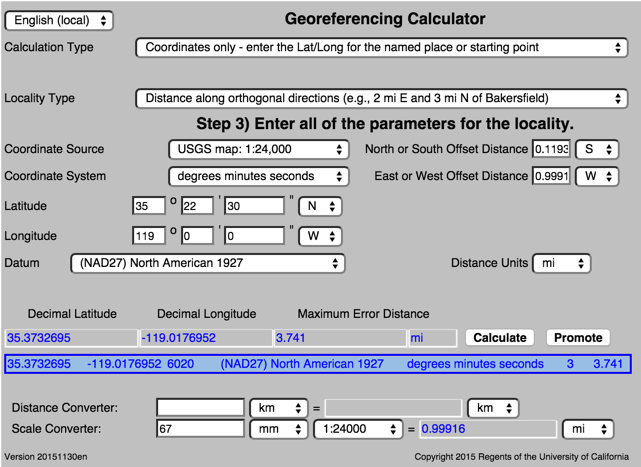 English (local) Georeferencing Calculator
Calculation Type Coordinates only - enter the Lat/Long for the named place or starting point
Locality Type Distance along orthogonal directions (e.g., 2 mi E and 3 mi N of Bakersfield)
Step 3) Enter all of the parameters for the locality.
Coordinate Source USGS map: 1:24,000 North or South Offset Distance 0.1193 S
Coordinate System degrees minutes seconds East or West Offset Distance 0.9991 W
Latitude 35 o 22 ' 30 " N
Longitude 119 o 0 ' 0 " W
Datum (NAD27) North American 1927 Distance Units mi
Decimal Latitude Decimal Longitude Maximum Error Distance
35.3732695 -119.0176952 3.741 mi Calculate Promote
35.3732695 -119.0176952 6020 (NAD27) North American 1927 degrees minutes seconds 3 3.741
Distance Converter: km = km
Scale Converter: 67 mm 1:24000 = 0.99916 mi
Version 20151130en Copyright 2015 Regents of the University of California